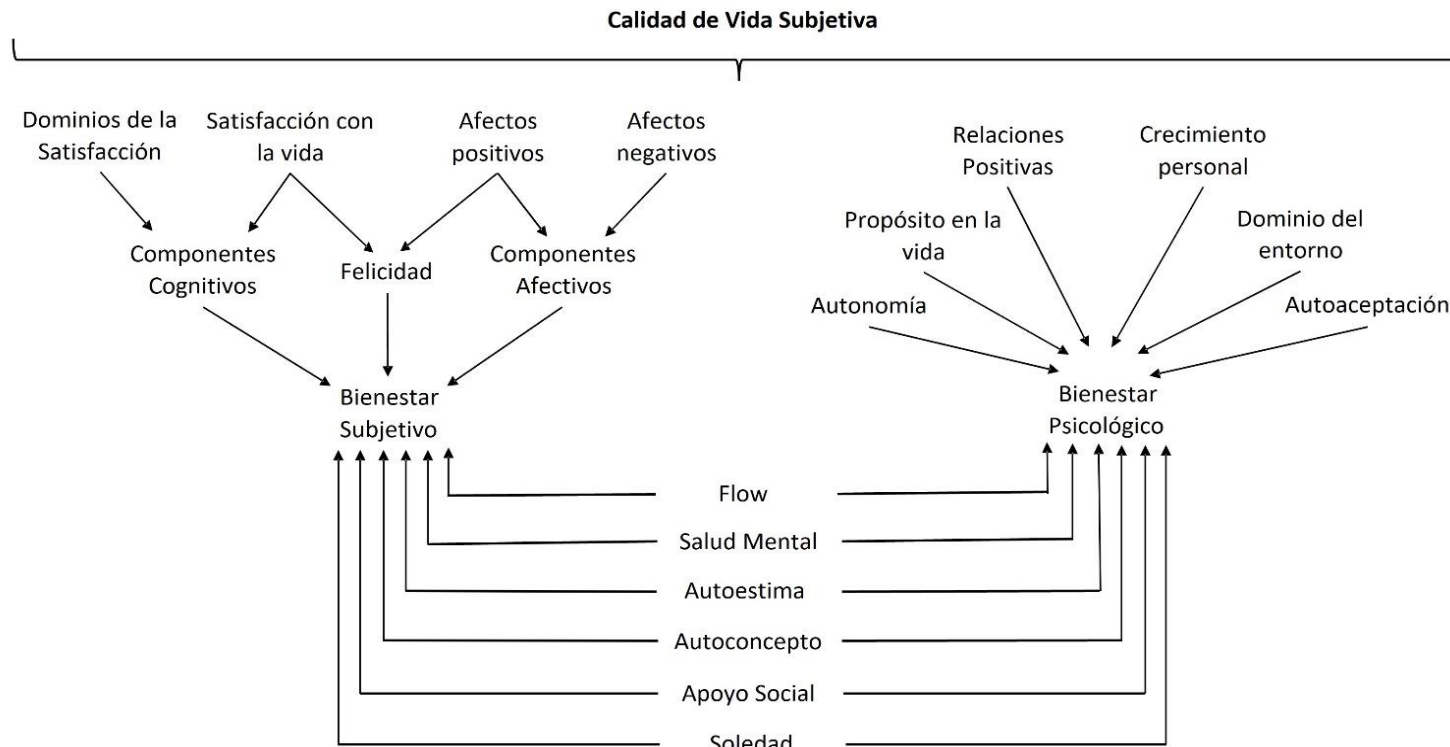 Calidad de Vida Subjetiva
Dominios de la
Satisfacción
Satisfacción con
la vida
Afectos
positivos
Afectos
negativos
Relaciones
Positivas
Crecimiento
personal
Propósito en la
vida
Dominio del
entorno
Componentes
Cognitivos
Felicidad
Componentes
Afectivos
Autonomía
Autoaceptación
Bienestar
Subjetivo
Bienestar
Psicológico
Flow
Salud Mental
Autoestima
Autoconcepto
Apoyo Social
Soledad